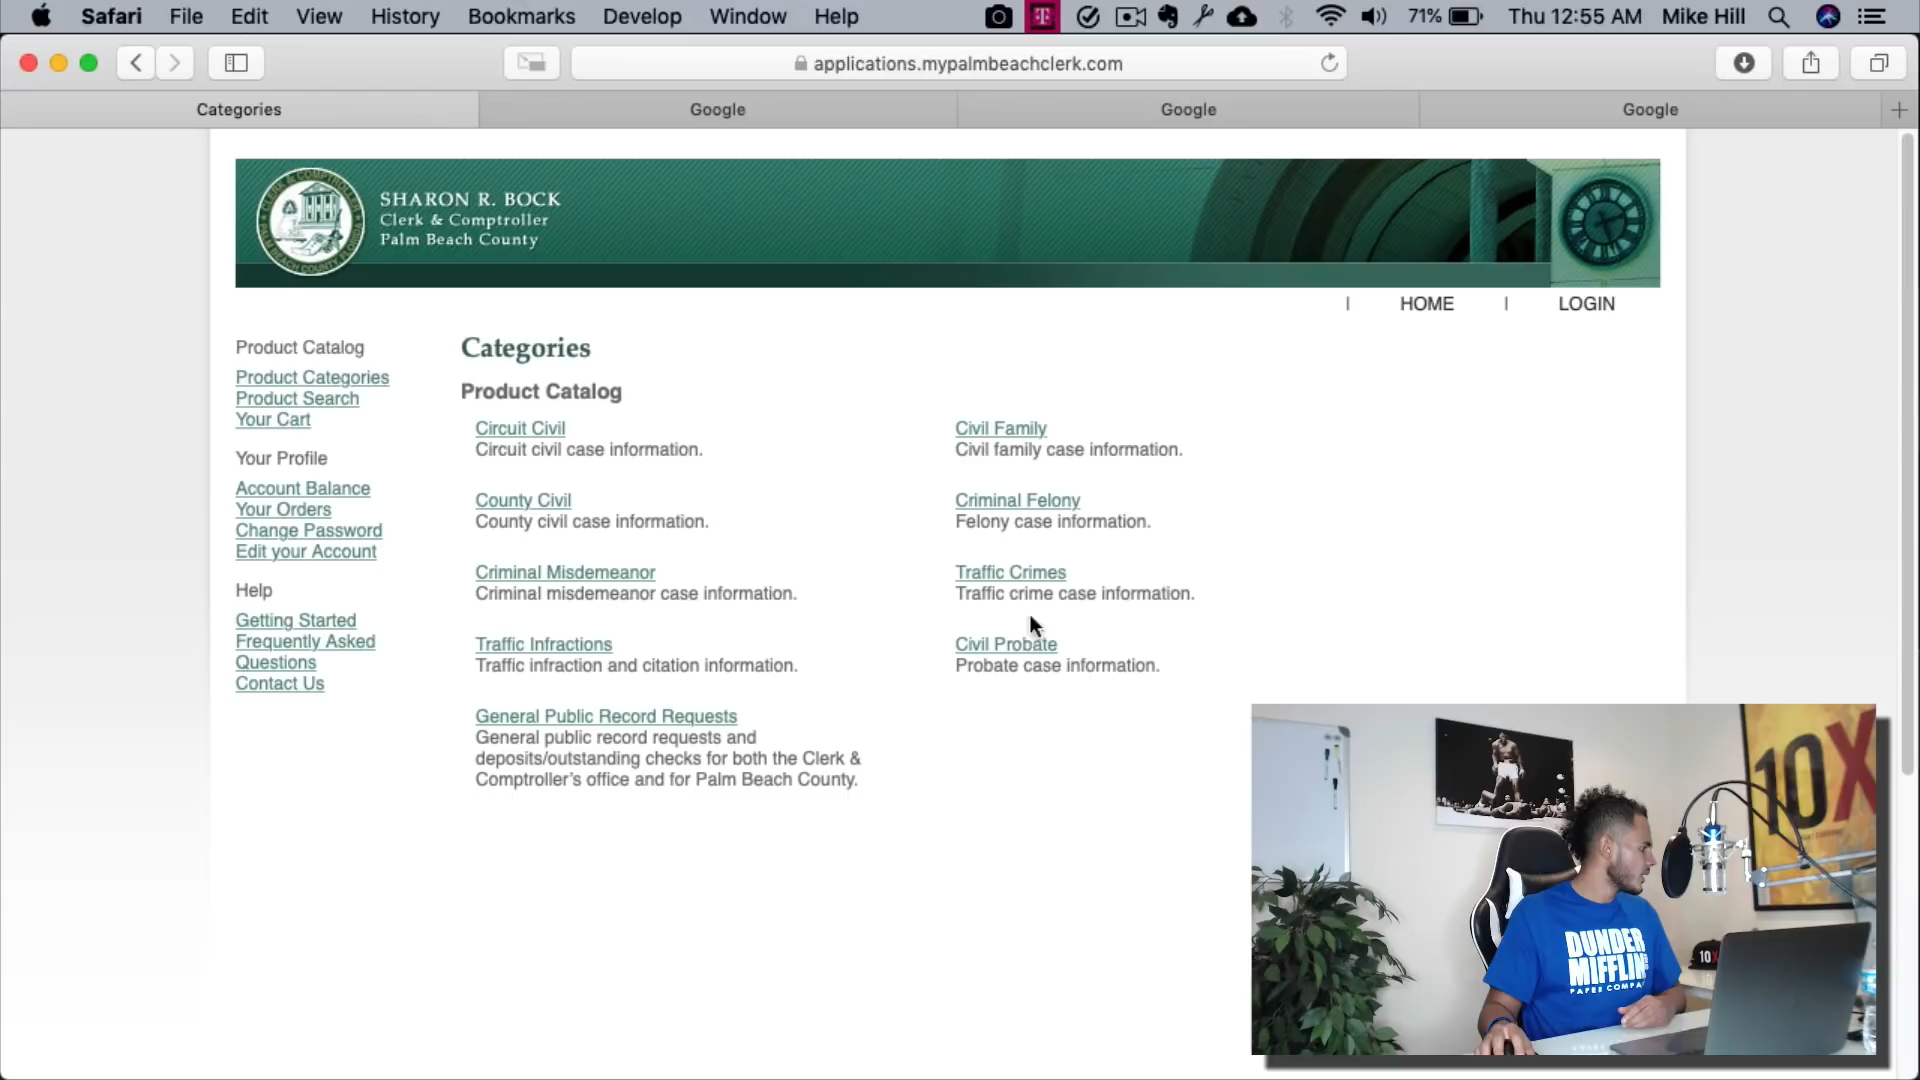 Safari File Edit View History Bookmarks Develop Window Help 71% Thu 12:55 AM Mike Hill
applications.mypalmbeachclerk.com
Categories Google Google Google
SHARON R. BOCK
Clerk & Comptroller
Palm Beach County
| HOME | LOGIN
Product Catalog
Product Categories
Product Search
Your Cart
Your Profile
Account Balance
Your Orders
Change Password
Edit your Account
Help
Getting Started
Frequently Asked
Questions
Contact Us
Categories
Product Catalog
Circuit Civil
Circuit civil case information.
Civil Family
Civil family case information.
County Civil
County civil case information.
Criminal Felony
Felony case information.
Criminal Misdemeanor
Criminal misdemeanor case information.
Traffic Crimes
Traffic crime case information.
Traffic Infractions
Traffic infraction and citation information.
Civil Probate
Probate case information.
General Public Record Requests
General public record requests and
deposits/outstanding checks for both the Clerk &
Comptroller's office and for Palm Beach County.
10X
10X
DUNDER
MIFFLIN